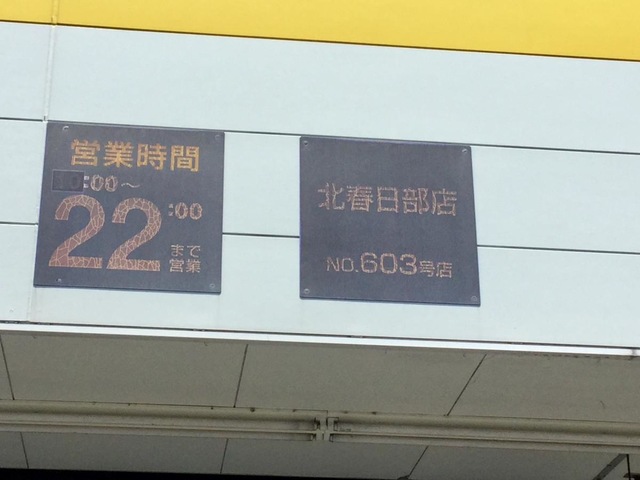 営業時間
:00～
22:00
まで
営業
北春日部店
NO.603号店